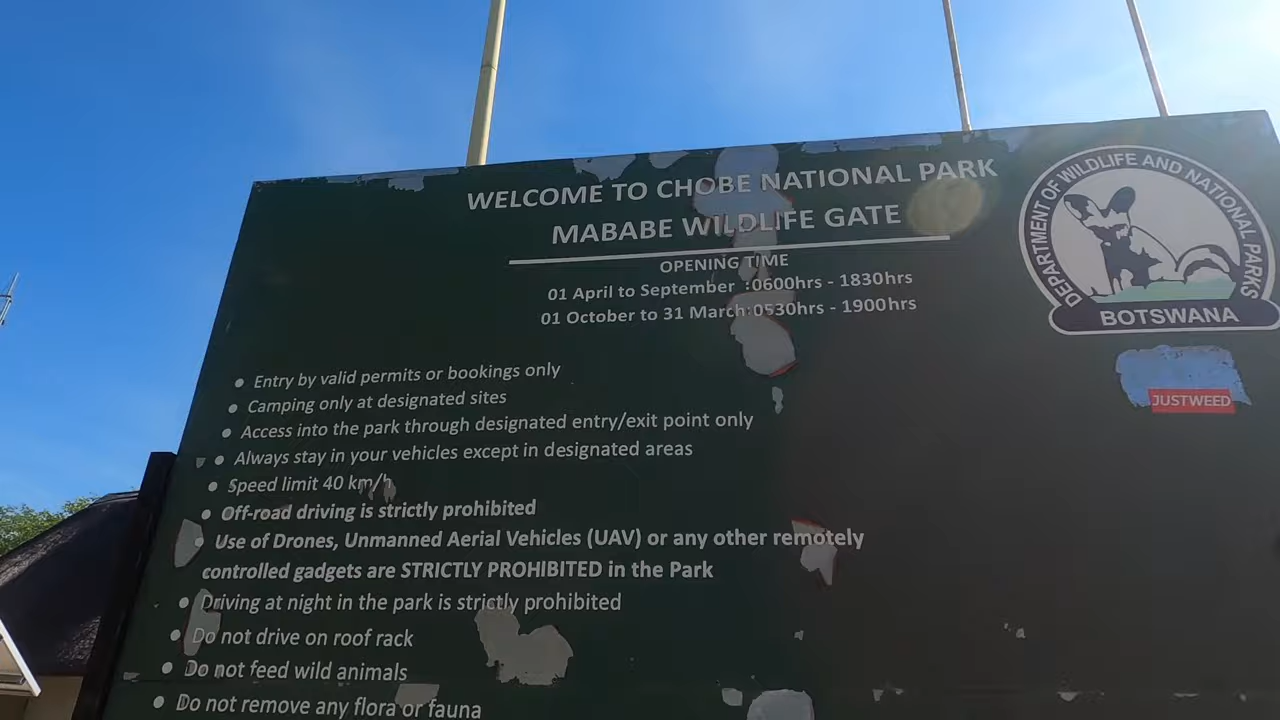 WELCOME TO CHOBE NATIONAL PARK
MABABE WILDLIFE GATE
OPENING TIME
01 April to September :0600hrs - 1830hrs
01 October to 31 March:0530hrs - 1900hrs
DEPARTMENT OF WILDLIFE AND NATIONAL PARKS
BOTSWANA
JUSTWEED
• Entry by valid permits or bookings only
• Camping only at designated sites
• Access into the park through designated entry/exit point only
• Always stay in your vehicles except in designated areas
• Speed limit 40 km/h
• Off-road driving is strictly prohibited
• Use of Drones, Unmanned Aerial Vehicles (UAV) or any other remotely
controlled gadgets are STRICTLY PROHIBITED in the Park
• Driving at night in the park is strictly prohibited
• Do not drive on roof rack
• Do not feed wild animals
• Do not remove any flora or fauna